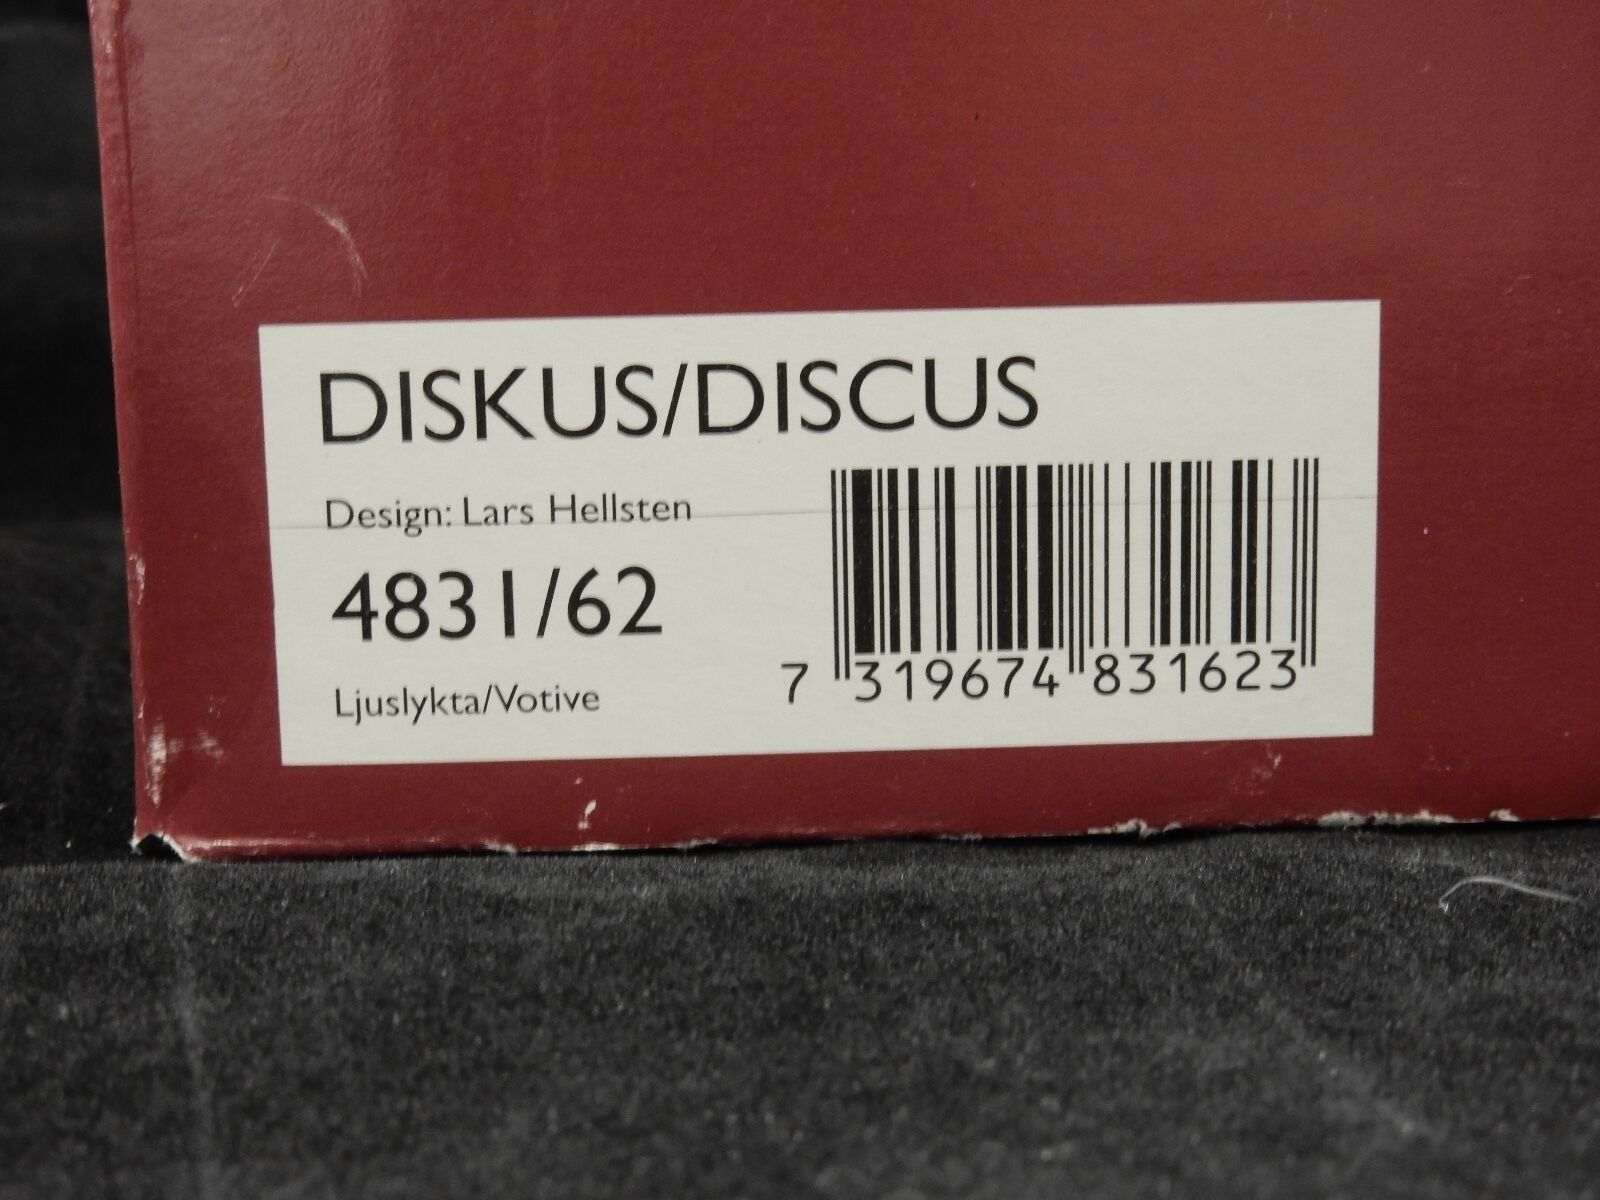 DISKUS/DISCUS
Design: Lars Hellsten
4831/62
Ljuslykta/Votive
7 319674 831623